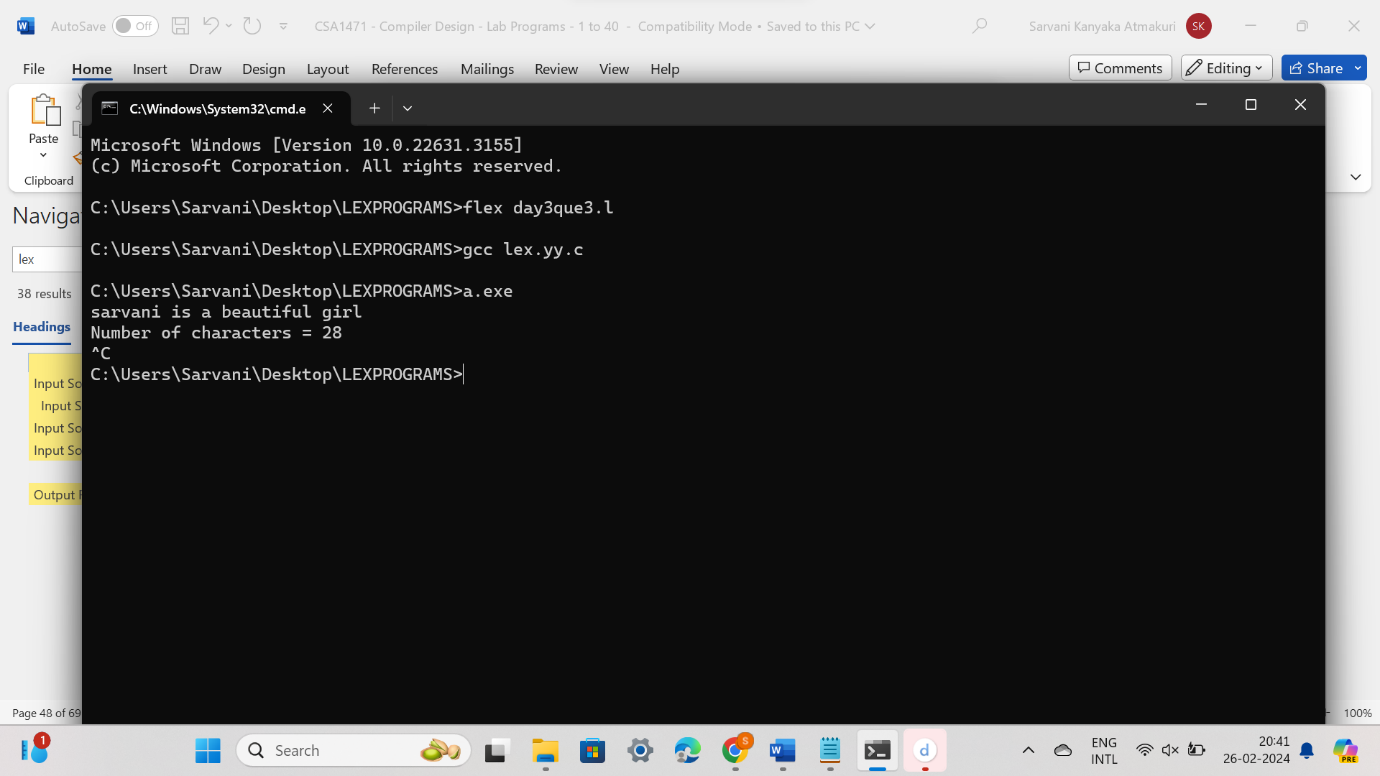 AutoSave Off CSA1471 - Compiler Design - Lab Programs - 1 to 40 - Compatibility Mode • Saved to this PC Sarvani Kanyaka Atmakuri SK
File Home Insert Draw Design Layout References Mailings Review View Help Comments Editing Share
Paste
Clipboard
C:\Windows\System32\cmd.e
Microsoft Windows [Version 10.0.22631.3155]
(c) Microsoft Corporation. All rights reserved.
C:\Users\Sarvani\Desktop\LEXPROGRAMS>flex day3que3.l
C:\Users\Sarvani\Desktop\LEXPROGRAMS>gcc lex.yy.c
C:\Users\Sarvani\Desktop\LEXPROGRAMS>a.exe
sarvani is a beautiful girl
Number of characters = 28
^C
C:\Users\Sarvani\Desktop\LEXPROGRAMS>
Naviga
lex
38 results
Headings
Input So
Input S
Input So
Input So
Output
Page 48 of 69 100%
1 Search S d ENG 20:41
INTL 26-02-2024 PRE